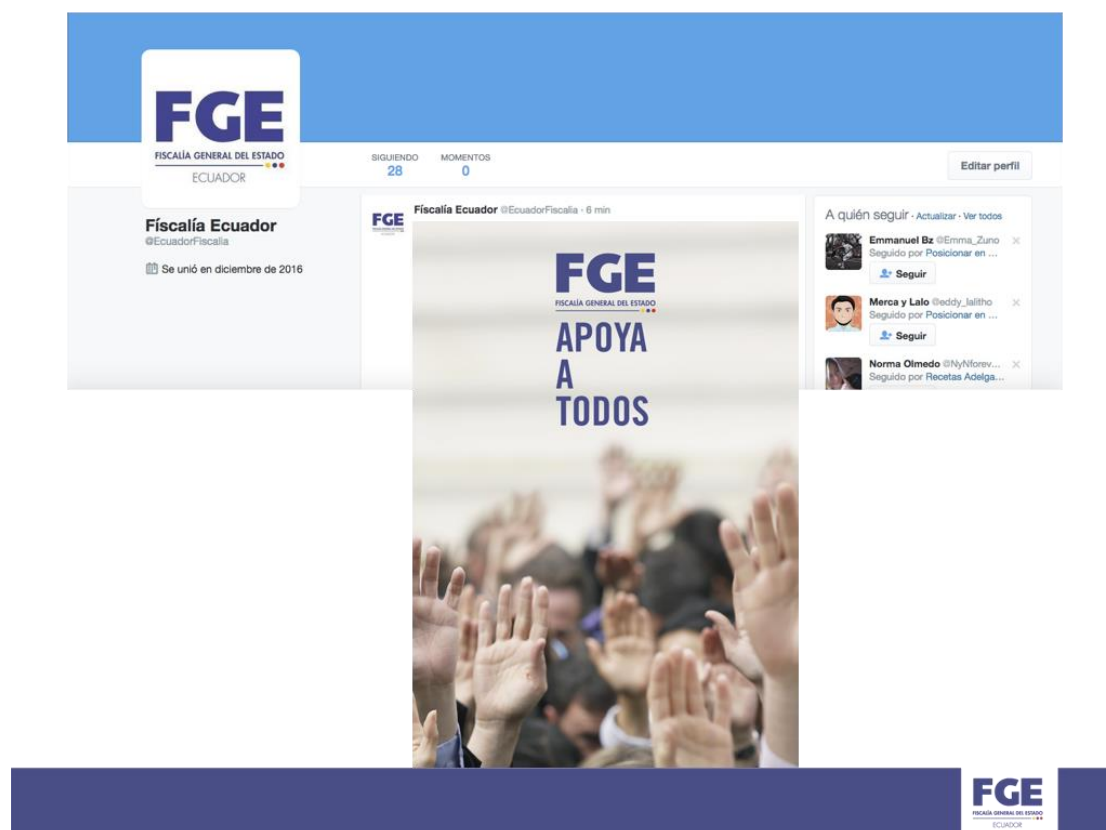 FGE
FISCALÍA GENERAL DEL ESTADO
ECUADOR
SIGUIENDO
28
MOMENTOS
0
Editar perfil
Físcalía Ecuador
@EcuadorFiscalia
Se unió en diciembre de 2016
FGE
Físcalía Ecuador @EcuadorFiscalia · 6 min
FGE
FISCALÍA GENERAL DEL ESTADO
APOYA
A
TODOS
A quién seguir · Actualizar · Ver todos
Emmanuel Bz @Emma_Zuno
Seguido por Posicionar en ...
Seguir
Merca y Lalo @eddy_lalitho
Seguido por Posicionar en ...
Seguir
Norma Olmedo @NyNforev...
Seguido por Recetas Adelga...
FGE
FISCALÍA GENERAL DEL ESTADO
ECUADOR